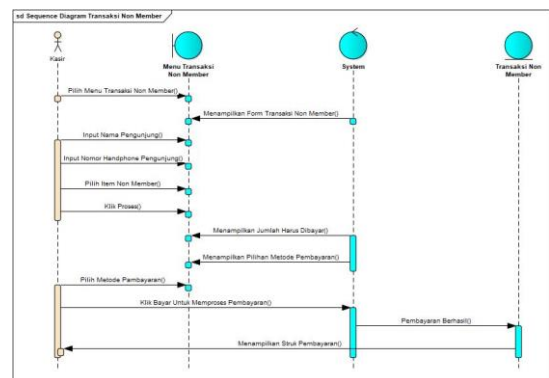 sd Sequence Diagram Transaksi Non Member
Kasir
Menu Transaksi
Non Member
System
Transaksi Non
Member
Pilih Menu Transaksi Non Member()
Menampilkan Form Transaksi Non Member()
Input Nama Pengunjung()
Input Nomor Handphone Pengunjung()
Pilih Item Non Member()
Klik Proses()
Menampilkan Jumlah Harus Dibayar()
Menampilkan Pilihan Metode Pembayaran()
Pilih Metode Pambayaran()
Klik Bayar Untuk Memproses Pembayaran()
Pembayaran Berhasil()
Menampilkan Struk Pembayaran()